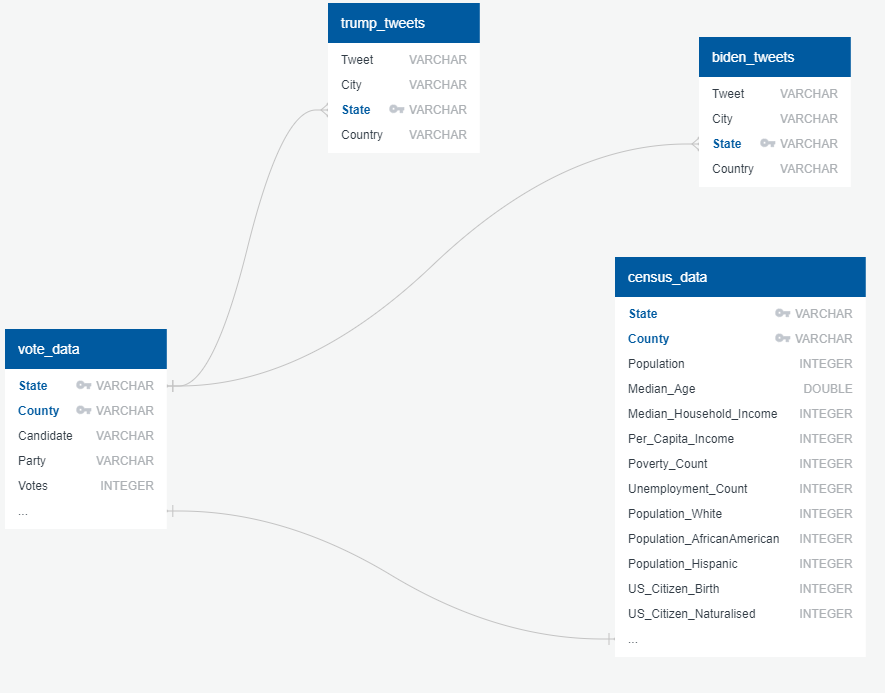 trump_tweets
Tweet VARCHAR
City VARCHAR
State VARCHAR
Country VARCHAR
biden_tweets
Tweet VARCHAR
City VARCHAR
State VARCHAR
Country VARCHAR
census_data
State VARCHAR
County VARCHAR
Population INTEGER
Median_Age DOUBLE
Median_Household_Income INTEGER
Per_Capita_Income INTEGER
Poverty_Count INTEGER
Unemployment_Count INTEGER
Population_White INTEGER
Population_AfricanAmerican INTEGER
Population_Hispanic INTEGER
US_Citizen_Birth INTEGER
US_Citizen_Naturalised INTEGER
...
vote_data
State VARCHAR
County VARCHAR
Candidate VARCHAR
Party VARCHAR
Votes INTEGER
...